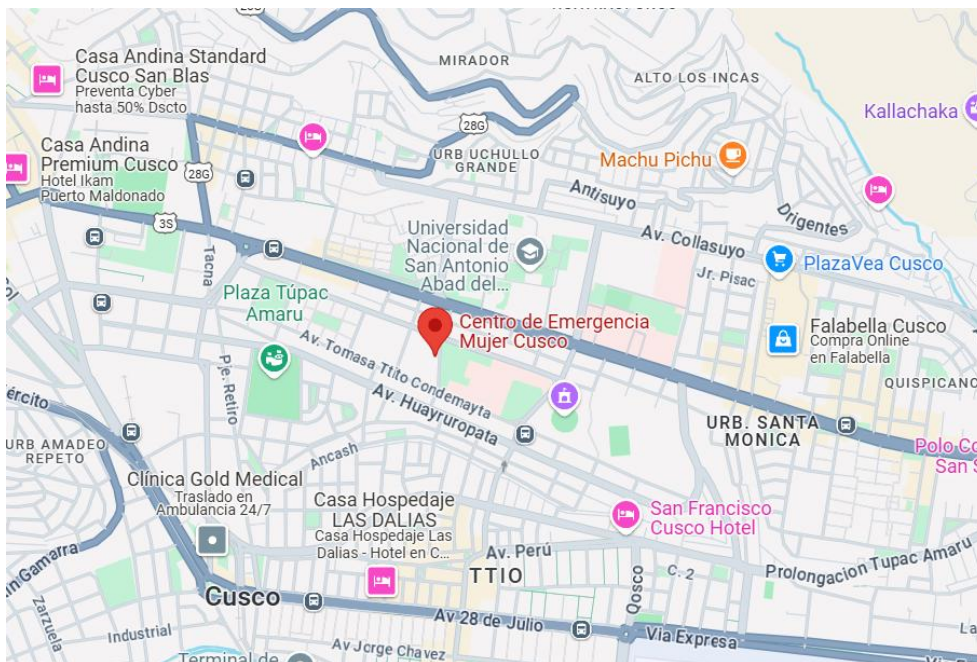 MIRADOR
ALTO LOS INCAS
Casa Andina Standard
Cusco San Blas
Preventa Cyber
hasta 50% Dscto
Kallachaka
28G
URB UCHULLO
GRANDE
Machu Pichu
Casa Andina
Premium Cusco
Hotel Ikam
Puerto Maldonado
28G
Antisuyo
Drigentes
3S
Universidad
Nacional de
San Antonio
Abad del...
Av. Collasuyo
PlazaVea Cusco
Jr. Pisac
Tacna
Plaza Túpac
Amaru
Centro de Emergencia
Mujer Cusco
Falabella Cusco
Compra Online
en Falabella
Av. Tomasa Ttito Condemayta
Pje. Retiro
QUISPICANO
Av. Huayruropata
URB. SANTA
MONICA
URB AMADEO
REPETO
Ancash
Polo Co
San S
Clínica Gold Medical
Traslado en
Ambulancia 24/7
Casa Hospedaje
LAS DALIAS
Casa Hospedaje Las
Dalias - Hotel en C...
San Francisco
Cusco Hotel
Av. Perú
TTIO
C. 2
Prolongacion Tupac Amaru
Qosco
Cusco
Av 28 de Julio
Zarzuela
Industrial
Vía Expresa
Av Jorge Chavez
Terminal de